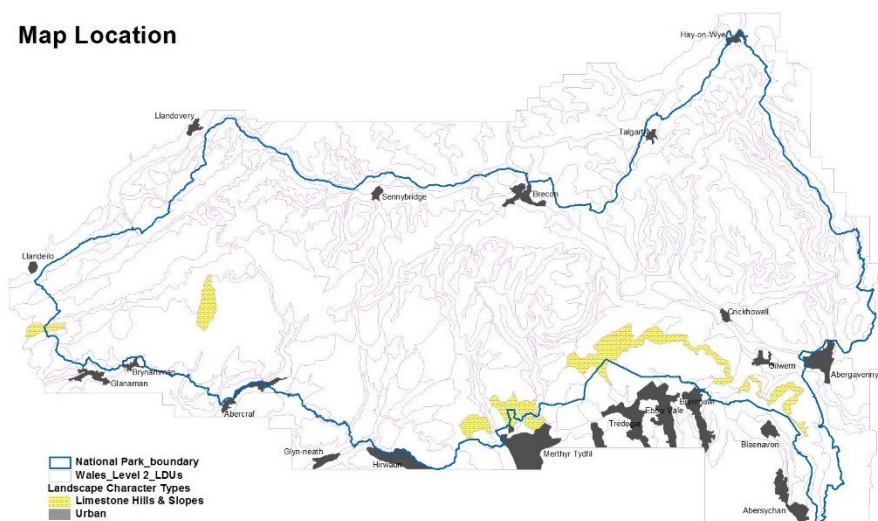 Map Location
Hay-on-Wye
Llandovery
Talgarth
Sennybridge
Brecon
Llandeilo
Crickhowell
Brynamman
Gilwern
Abergavenny
Glanaman
Abercraf
Brynmawr
Ebbw Vale
Tredegar
Blaenavon
Glyn-neath
Hirwaun
Merthyr Tydfil
Abersychan
National Park_boundary
Wales_Level 2_LDUs
Landscape Character Types
Limestone Hills & Slopes
Urban